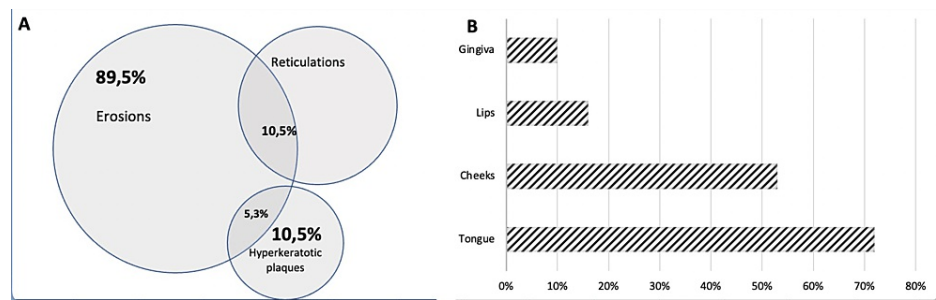 A
89,5%
Erosions
Reticulations
10,5%
5,3%
10,5%
Hyperkeratotic
plaques
B
Gingiva
Lips
Cheeks
Tongue
0% 10% 20% 30% 40% 50% 60% 70% 80%